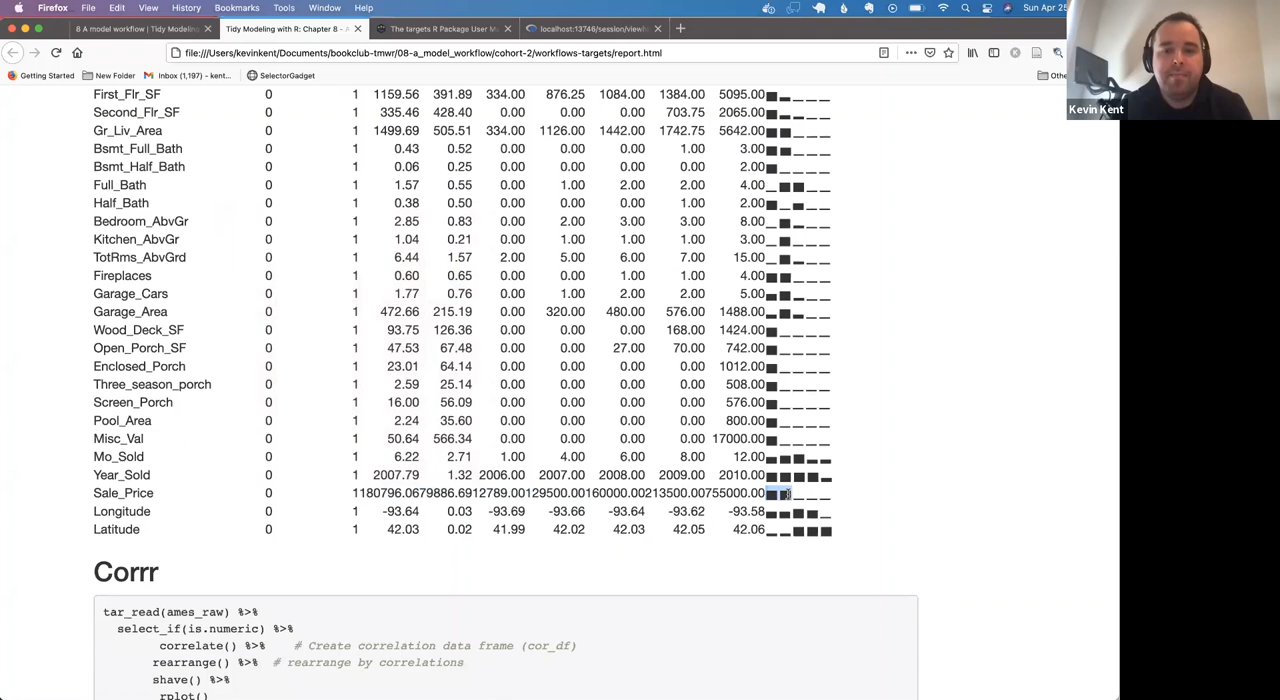 Firefox File Edit View History Bookmarks Tools Window Help
Sun Apr 25
8 A model workflow | Tidy Modeling
Tidy Modeling with R: Chapter 8 -
The targets R Package User M
localhost:13746/session/view
file:///Users/kevinkent/Documents/bookclub-tmwr/08-a_model_workflow/cohort-2/workflows-targets/report.html
Getting Started New Folder Inbox (1,197) - kent... SelectorGadget
First_Flr_SF 0 1 1159.56 391.89 334.00 876.25 1084.00 1384.00 5095.00
Second_Flr_SF 0 1 335.46 428.40 0.00 0.00 0.00 703.75 2065.00
Gr_Liv_Area 0 1 1499.69 505.51 334.00 1126.00 1442.00 1742.75 5642.00
Bsmt_Full_Bath 0 1 0.43 0.52 0.00 0.00 0.00 1.00 3.00
Bsmt_Half_Bath 0 1 0.06 0.25 0.00 0.00 0.00 0.00 2.00
Full_Bath 0 1 1.57 0.55 0.00 1.00 2.00 2.00 4.00
Half_Bath 0 1 0.38 0.50 0.00 0.00 0.00 1.00 2.00
Bedroom_AbvGr 0 1 2.85 0.83 0.00 2.00 3.00 3.00 8.00
Kitchen_AbvGr 0 1 1.04 0.21 0.00 1.00 1.00 1.00 3.00
TotRms_AbvGrd 0 1 6.44 1.57 2.00 5.00 6.00 7.00 15.00
Fireplaces 0 1 0.60 0.65 0.00 0.00 1.00 1.00 4.00
Garage_Cars 0 1 1.77 0.76 0.00 1.00 2.00 2.00 5.00
Garage_Area 0 1 472.66 215.19 0.00 320.00 480.00 576.00 1488.00
Wood_Deck_SF 0 1 93.75 126.36 0.00 0.00 0.00 168.00 1424.00
Open_Porch_SF 0 1 47.53 67.48 0.00 0.00 27.00 70.00 742.00
Enclosed_Porch 0 1 23.01 64.14 0.00 0.00 0.00 0.00 1012.00
Three_season_porch 0 1 2.59 25.14 0.00 0.00 0.00 0.00 508.00
Screen_Porch 0 1 16.00 56.09 0.00 0.00 0.00 0.00 576.00
Pool_Area 0 1 2.24 35.60 0.00 0.00 0.00 0.00 800.00
Misc_Val 0 1 50.64 566.34 0.00 0.00 0.00 0.00 17000.00
Mo_Sold 0 1 6.22 2.71 1.00 4.00 6.00 8.00 12.00
Year_Sold 0 1 2007.79 1.32 2006.00 2007.00 2008.00 2009.00 2010.00
Sale_Price 0 1180796.0679886.6912789.00129500.00160000.00213500.00755000.00
Longitude 0 1 -93.64 0.03 -93.69 -93.66 -93.64 -93.62 -93.58
Latitude 0 1 42.03 0.02 41.99 42.02 42.03 42.05 42.06
Corrr
tar_read(ames_raw) %>%
select_if(is.numeric) %>%
correlate() %>% # Create correlation data frame (cor_df)
rearrange() %>% # rearrange by correlations
shave() %>%
rplot()
Kevin Kent